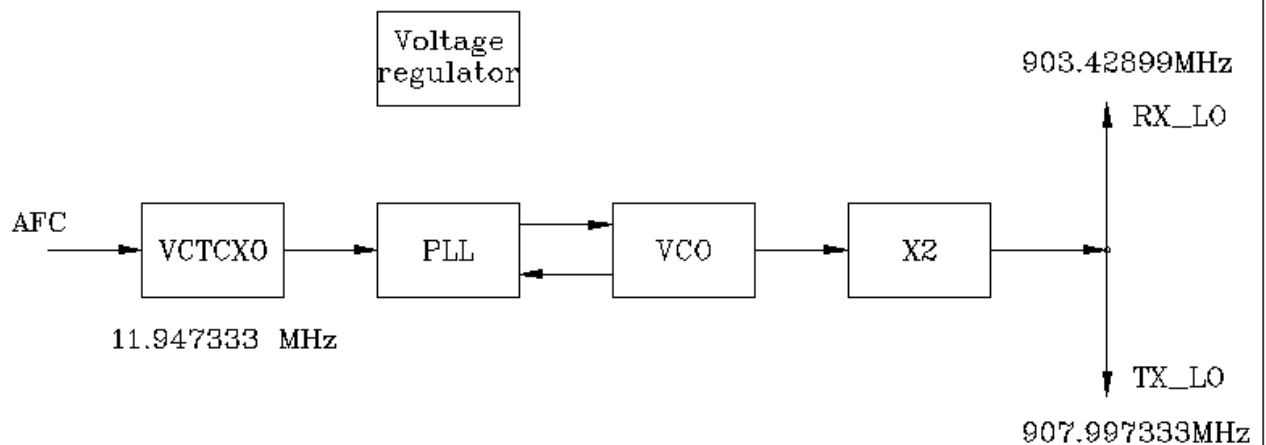 Voltage
regulator
903.42899MHz
RX_LO
AFC
VCTCXO
PLL
VCO
X2
11.947333 MHz
TX_LO
907.997333MHz